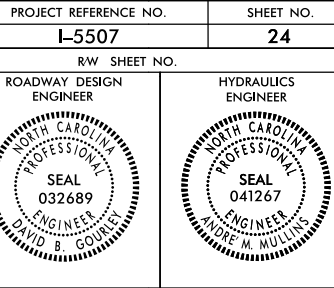 PROJECT REFERENCE NO. SHEET NO.
I–5507 24
R/W SHEET NO.
ROADWAY DESIGN
ENGINEER
HYDRAULICS
ENGINEER
NORTH CAROLINA
PROFESSIONAL
SEAL
032689
ENGINEER
DAVID B. GOURLEY
NORTH CAROLINA
PROFESSIONAL
SEAL
041267
ENGINEER
ANDRE M. MULLINS